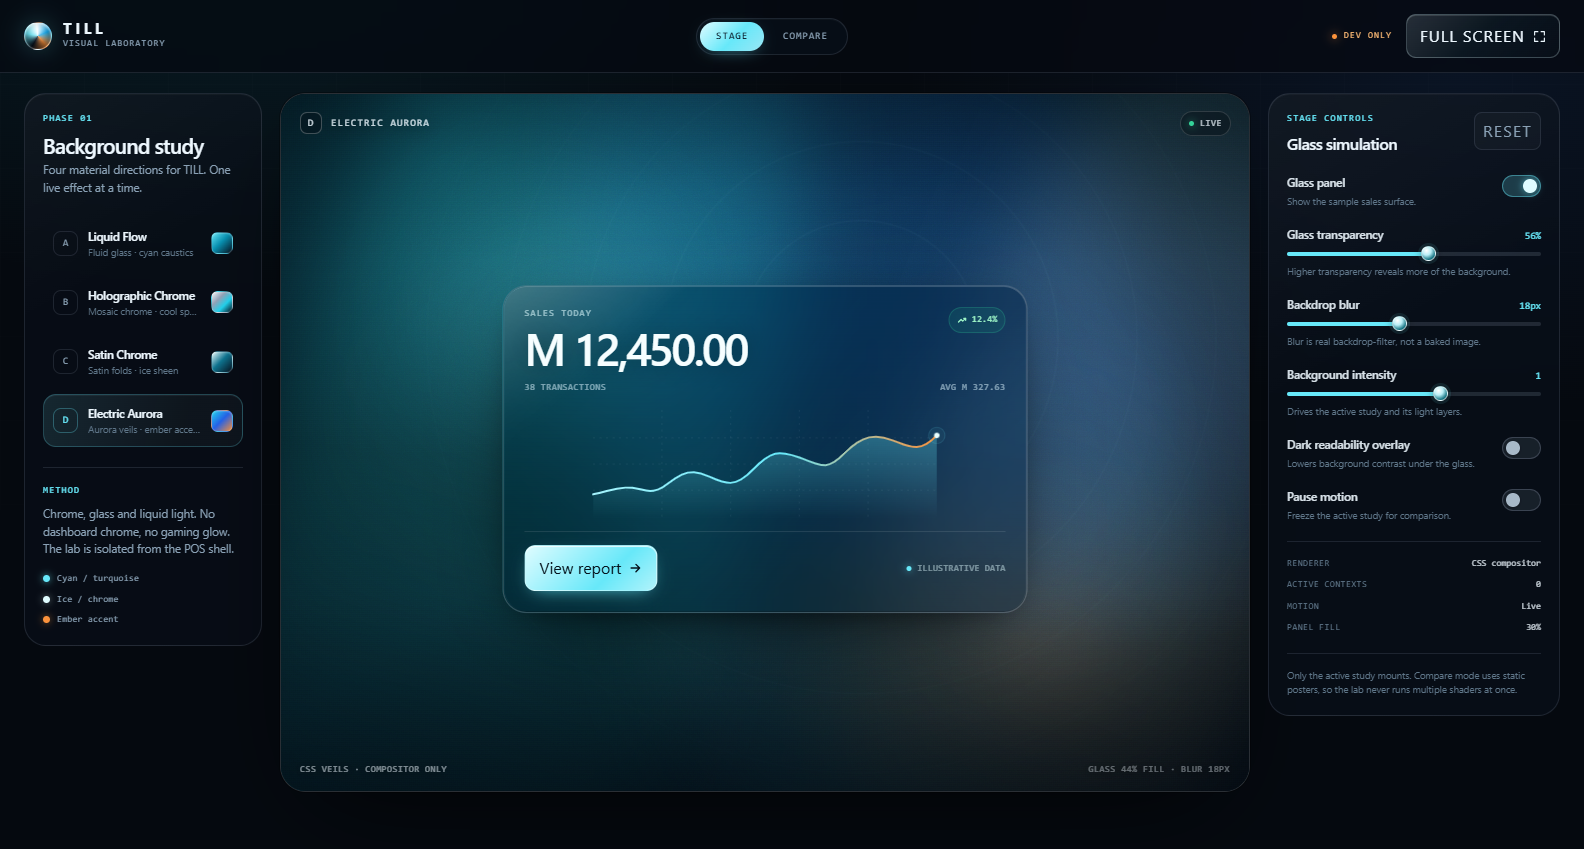 TILL
VISUAL LABORATORY
STAGE
COMPARE
DEV ONLY
FULL SCREEN
PHASE 01
Background study
Four material directions for TILL. One
live effect at a time.
A
Liquid Flow
Fluid glass · cyan caustics
B
Holographic Chrome
Mosaic chrome · cool sp...
C
Satin Chrome
Satin folds · ice sheen
D
Electric Aurora
Aurora veils · ember acce...
METHOD
Chrome, glass and liquid light. No
dashboard chrome, no gaming glow.
The lab is isolated from the POS shell.
Cyan / turquoise
Ice / chrome
Ember accent
D
ELECTRIC AURORA
LIVE
SALES TODAY
12.4%
M 12,450.00
38 TRANSACTIONS
AVG M 327.63
View report →
ILLUSTRATIVE DATA
CSS VEILS · COMPOSITOR ONLY
GLASS 44% FILL · BLUR 18PX
STAGE CONTROLS
Glass simulation
RESET
Glass panel
Show the sample sales surface.
Glass transparency
56%
Higher transparency reveals more of the background.
Backdrop blur
18px
Blur is real backdrop-filter, not a baked image.
Background intensity
1
Drives the active study and its light layers.
Dark readability overlay
Lowers background contrast under the glass.
Pause motion
Freeze the active study for comparison.
RENDERER
CSS compositor
ACTIVE CONTEXTS
0
MOTION
Live
PANEL FILL
30%
Only the active study mounts. Compare mode uses static
posters, so the lab never runs multiple shaders at once.